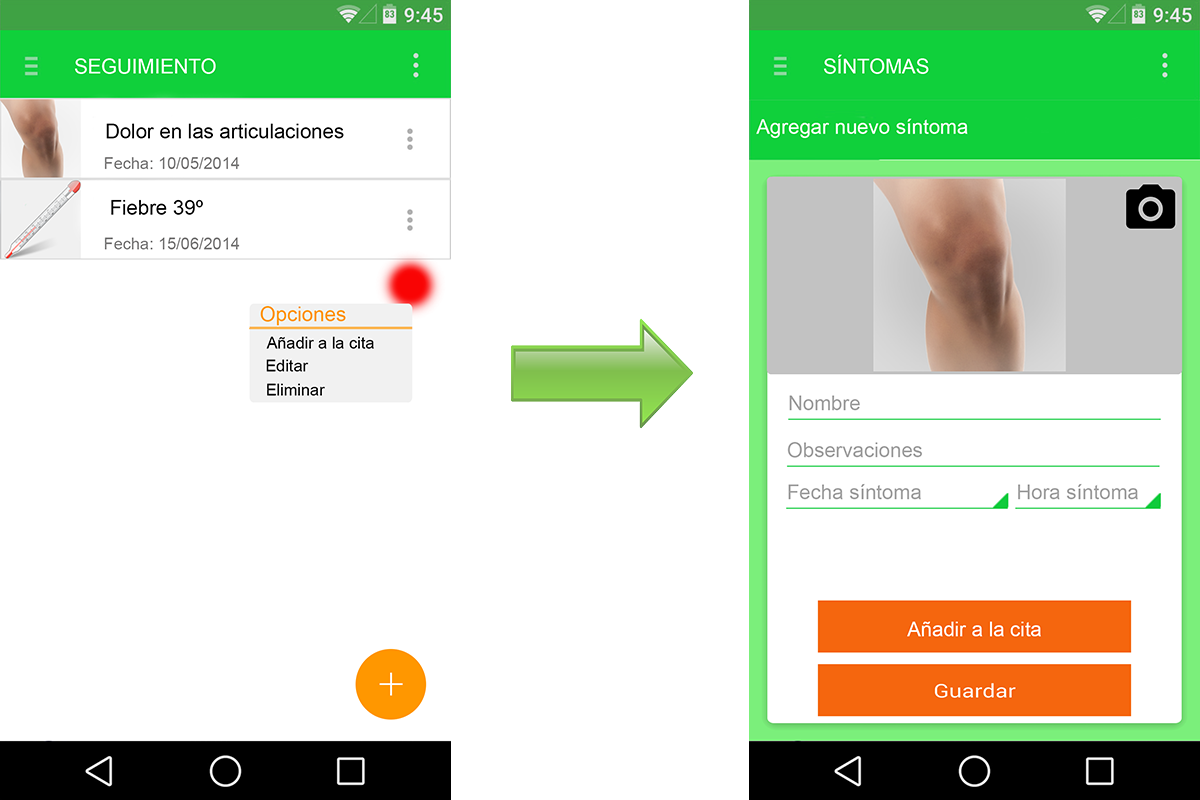 83 9:45
SEGUIMIENTO
Dolor en las articulaciones
Fecha: 10/05/2014
Fiebre 39º
Fecha: 15/06/2014
Opciones
Añadir a la cita
Editar
Eliminar
83 9:45
SÍNTOMAS
Agregar nuevo síntoma
Nombre
Observaciones
Fecha síntoma Hora síntoma
Añadir a la cita
Guardar